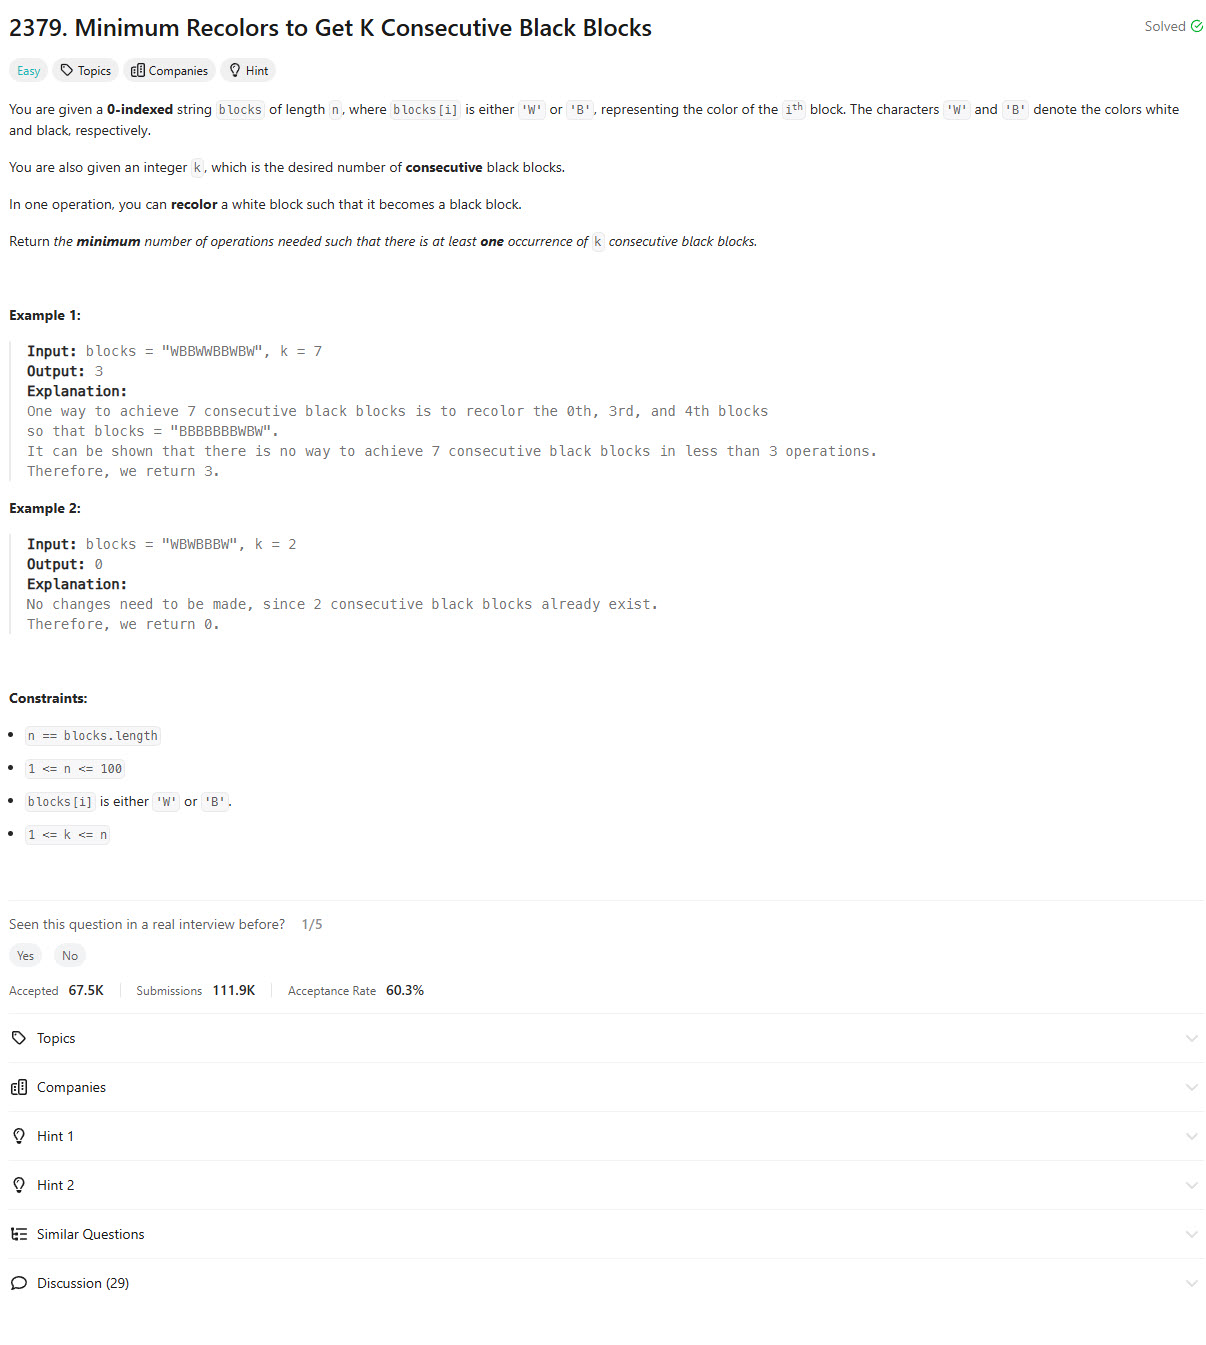 2379. Minimum Recolors to Get K Consecutive Black Blocks
Solved
Easy Topics Companies Hint
You are given a 0-indexed string blocks of length n, where blocks[i] is either 'W' or 'B', representing the color of the ith block. The characters 'W' and 'B' denote the colors white
and black, respectively.
You are also given an integer k, which is the desired number of consecutive black blocks.
In one operation, you can recolor a white block such that it becomes a black block.
Return the minimum number of operations needed such that there is at least one occurrence of k consecutive black blocks.
Example 1:
Input: blocks = "WBBWWBBWBW", k = 7
Output: 3
Explanation:
One way to achieve 7 consecutive black blocks is to recolor the 0th, 3rd, and 4th blocks
so that blocks = "BBBBBBBWBW".
It can be shown that there is no way to achieve 7 consecutive black blocks in less than 3 operations.
Therefore, we return 3.
Example 2:
Input: blocks = "WBWBBBW", k = 2
Output: 0
Explanation:
No changes need to be made, since 2 consecutive black blocks already exist.
Therefore, we return 0.
Constraints:
• n == blocks.length
• 1 <= n <= 100
• blocks[i] is either 'W' or 'B'.
• 1 <= k <= n
Seen this question in a real interview before? 1/5
Yes No
Accepted 67.5K Submissions 111.9K Acceptance Rate 60.3%
Topics
Companies
Hint 1
Hint 2
Similar Questions
Discussion (29)